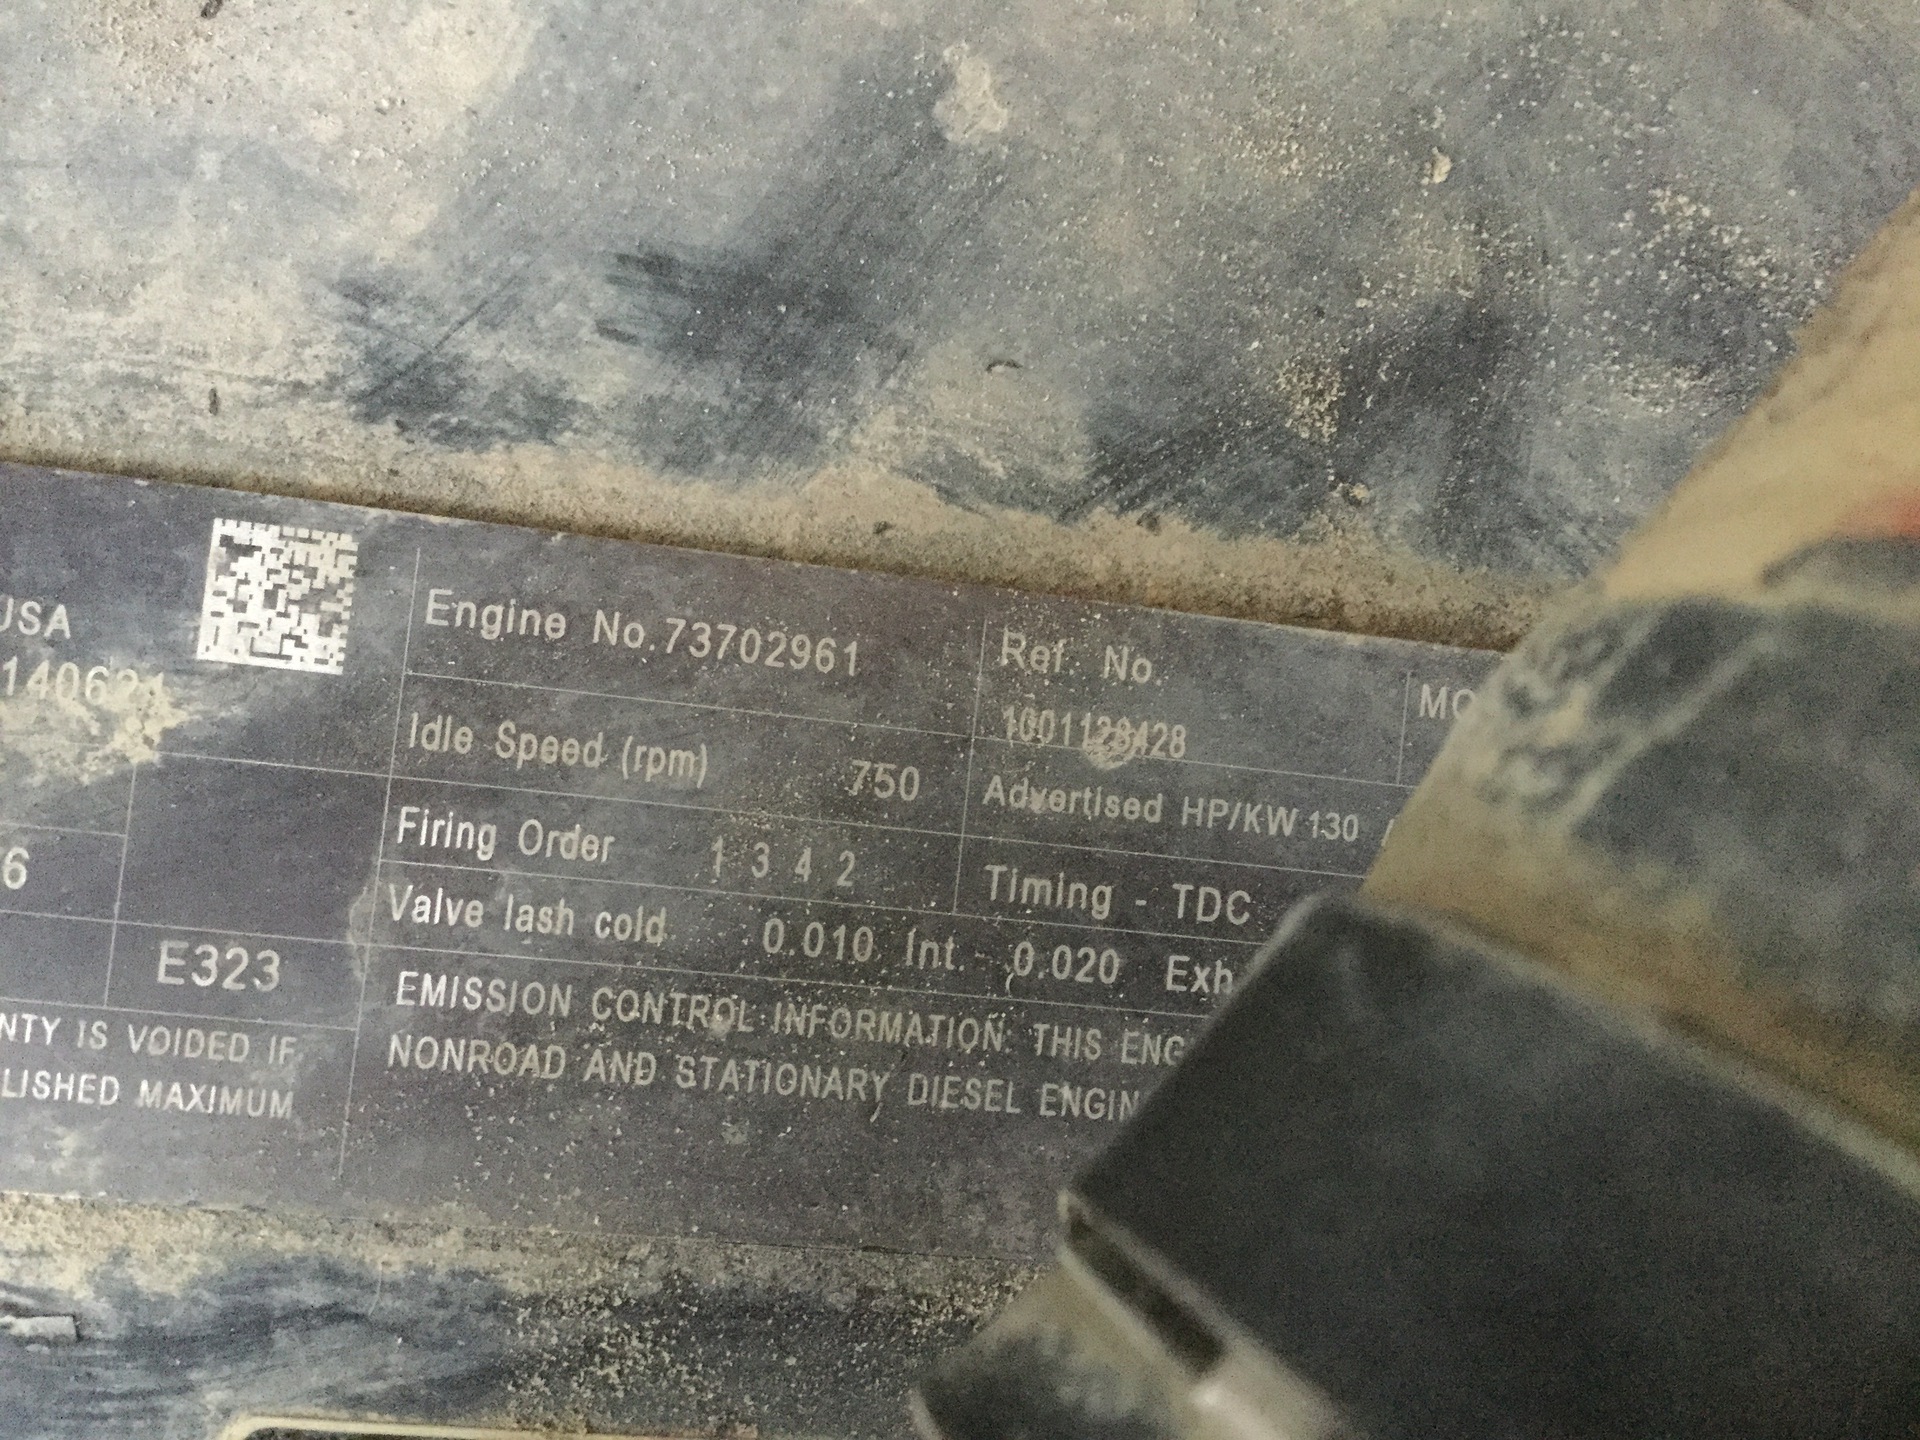 USA
Engine No.73702961
Ref. No.
1001128428
Idle Speed (rpm) 750
Advertised HP/KW 130
Firing Order 1 3 4 2
Timing - TDC
6
Valve lash cold 0.010 Int. 0.020 Exh
E323
EMISSION CONTROL INFORMATION: THIS
NONROAD AND STATIONARY DIESEL
IS VOIDED IF
MAXIMUM